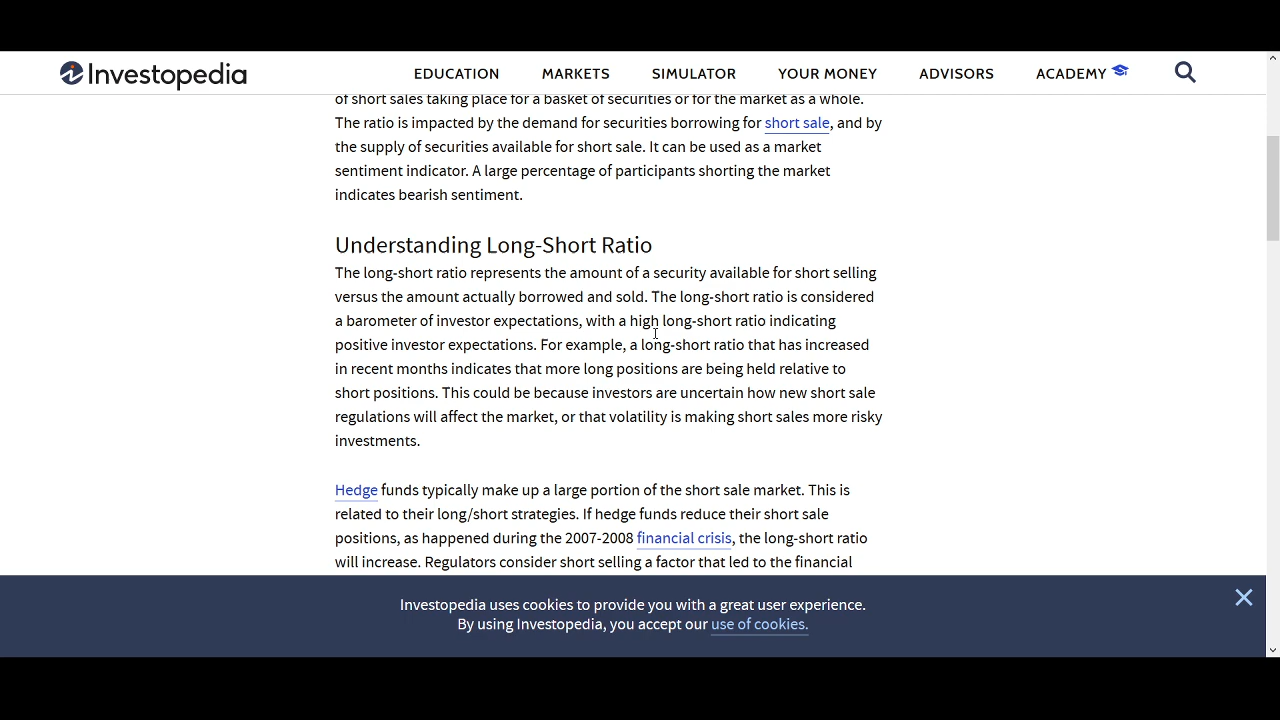 Investopedia
EDUCATION MARKETS SIMULATOR YOUR MONEY ADVISORS ACADEMY
of short sales taking place for a basket of securities or for the market as a whole.
The ratio is impacted by the demand for securities borrowing for short sale, and by
the supply of securities available for short sale. It can be used as a market
sentiment indicator. A large percentage of participants shorting the market
indicates bearish sentiment.
Understanding Long-Short Ratio
The long-short ratio represents the amount of a security available for short selling
versus the amount actually borrowed and sold. The long-short ratio is considered
a barometer of investor expectations, with a high long-short ratio indicating
positive investor expectations. For example, a long-short ratio that has increased
in recent months indicates that more long positions are being held relative to
short positions. This could be because investors are uncertain how new short sale
regulations will affect the market, or that volatility is making short sales more risky
investments.
Hedge funds typically make up a large portion of the short sale market. This is
related to their long/short strategies. If hedge funds reduce their short sale
positions, as happened during the 2007-2008 financial crisis, the long-short ratio
will increase. Regulators consider short selling a factor that led to the financial
Investopedia uses cookies to provide you with a great user experience.
By using Investopedia, you accept our use of cookies.